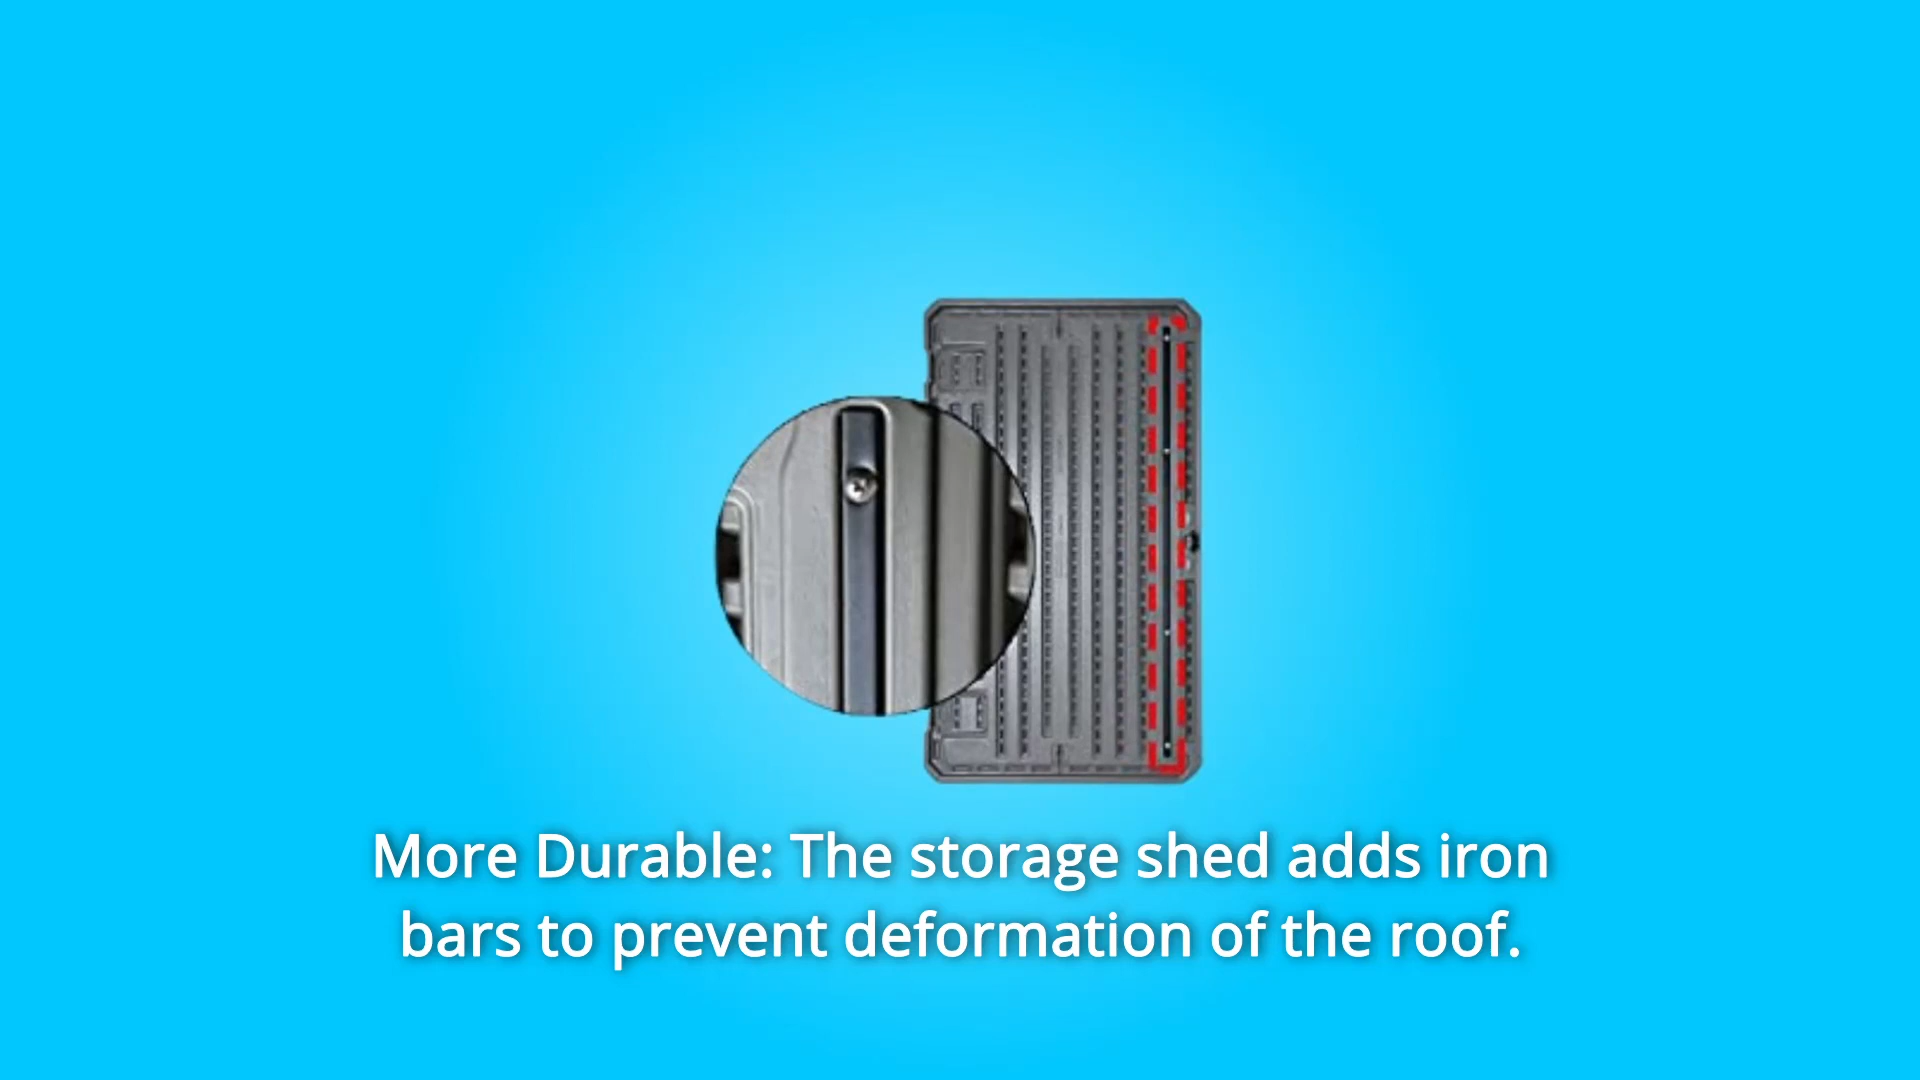 More Durable: The storage shed adds iron
bars to prevent deformation of the roof.